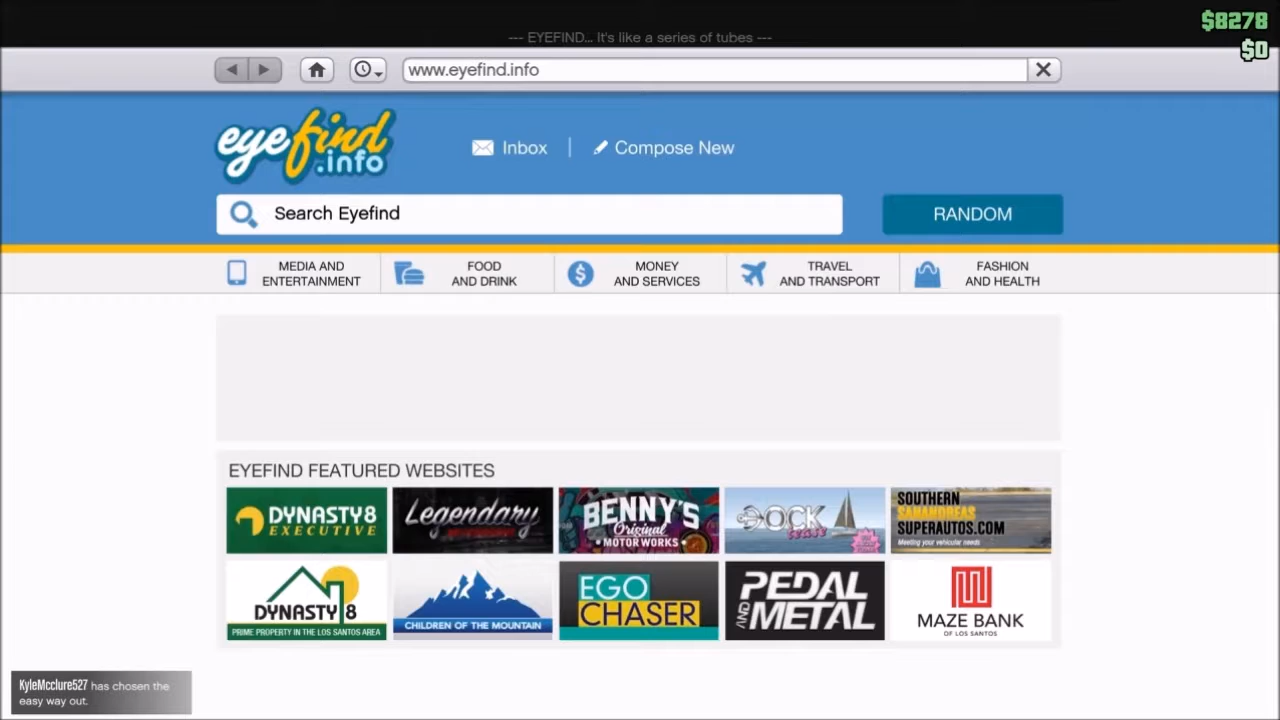 $8278
--- EYEFIND... It's like a series of tubes ---
$0
www.eyefind.info
eyefind
.info
Inbox
Compose New
Search Eyefind
RANDOM
MEDIA AND
ENTERTAINMENT
FOOD
AND DRINK
MONEY
AND SERVICES
TRAVEL
AND TRANSPORT
FASHION
AND HEALTH
EYEFIND FEATURED WEBSITES
DYNASTY 8
EXECUTIVE
Legendary
BENNY'S
Original
MOTORWORKS
DOCK
tease
SOUTHERN
SANANDREAS
SUPERAUTOS.COM
Meeting your vehicular needs
DYNASTY 8
PRIME PROPERTY IN THE LOS SANTOS AREA
CHILDREN OF THE MOUNTAIN
EGO
CHASER
PEDAL
AND METAL
MAZE BANK
OF LOS SANTOS
KyleMcclure527 has chosen the
easy way out.